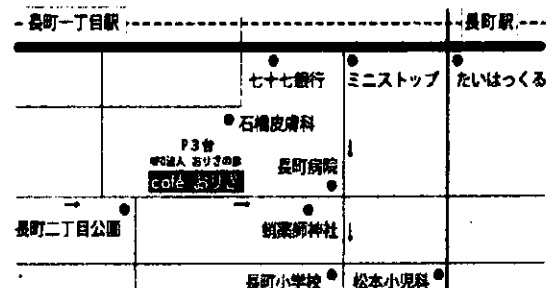 長町一丁目駅
長町駅
七十七銀行
ミニストップ
たいはっくる
石橋皮膚科
P3台
長町病院
café おりざ
長町二丁目公園
蛸薬師神社
長町小学校
松本小児科